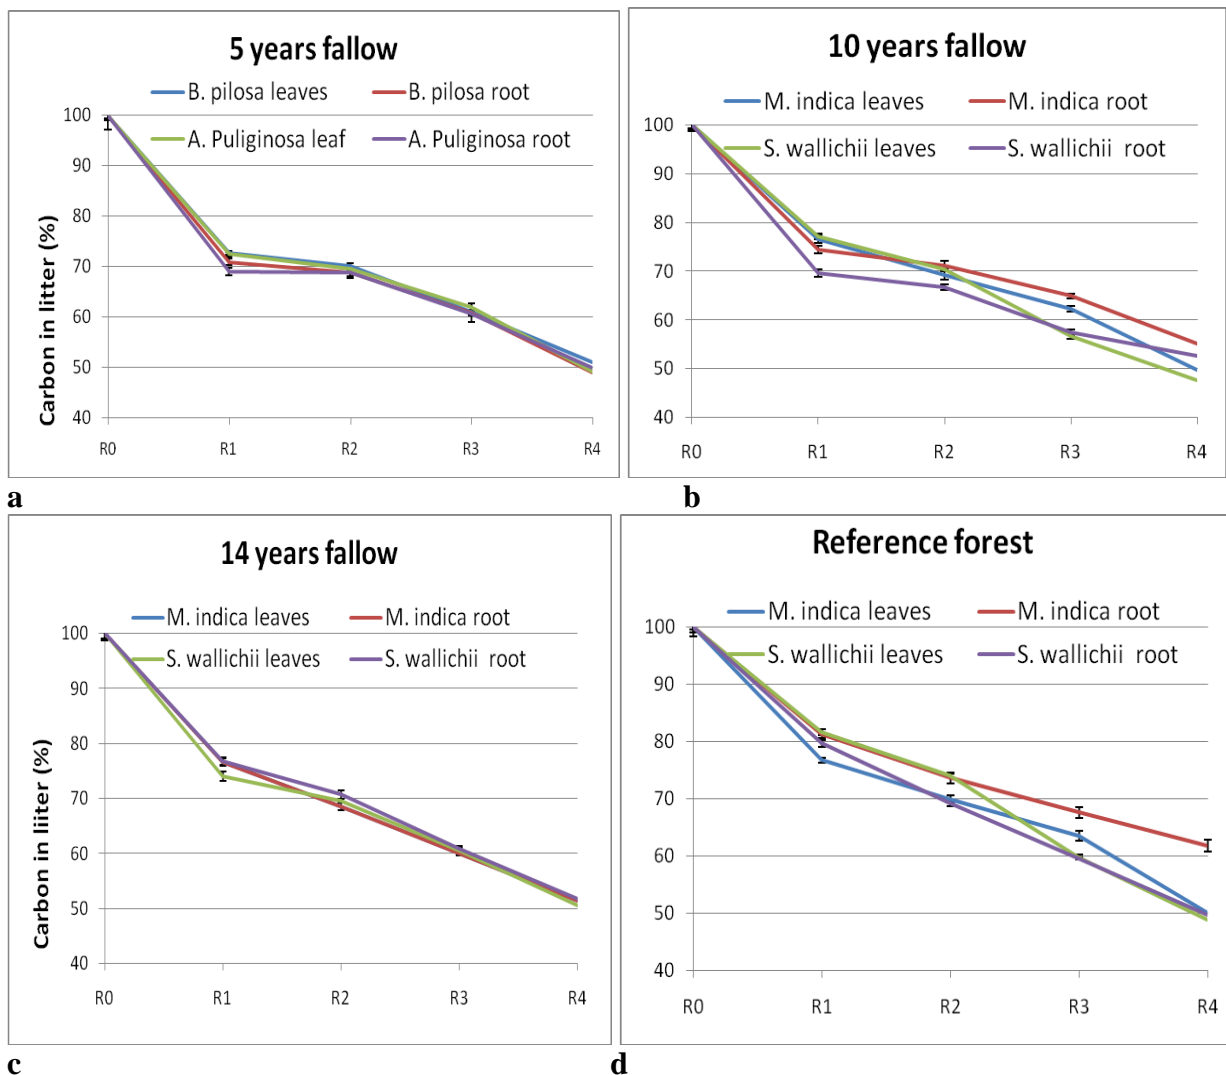 5 years fallow
B. pilosa leaves
B. pilosa root
A. Puliginosa leaf
A. Puliginosa root
Carbon in litter (%)
100
90
80
70
60
50
40
R0 R1 R2 R3 R4
a
10 years fallow
M. indica leaves
M. indica root
S. wallichii leaves
S. wallichii root
100
90
80
70
60
50
40
R0 R1 R2 R3 R4
b
14 years fallow
M. indica leaves
M. indica root
S. wallichii leaves
S. wallichii root
Carbon in liiter (%)
100
90
80
70
60
50
40
R0 R1 R2 R3 R4
c
Reference forest
M. indica leaves
M. indica root
S. wallichii leaves
S. wallichii root
100
90
80
70
60
50
40
R0 R1 R2 R3 R4
d